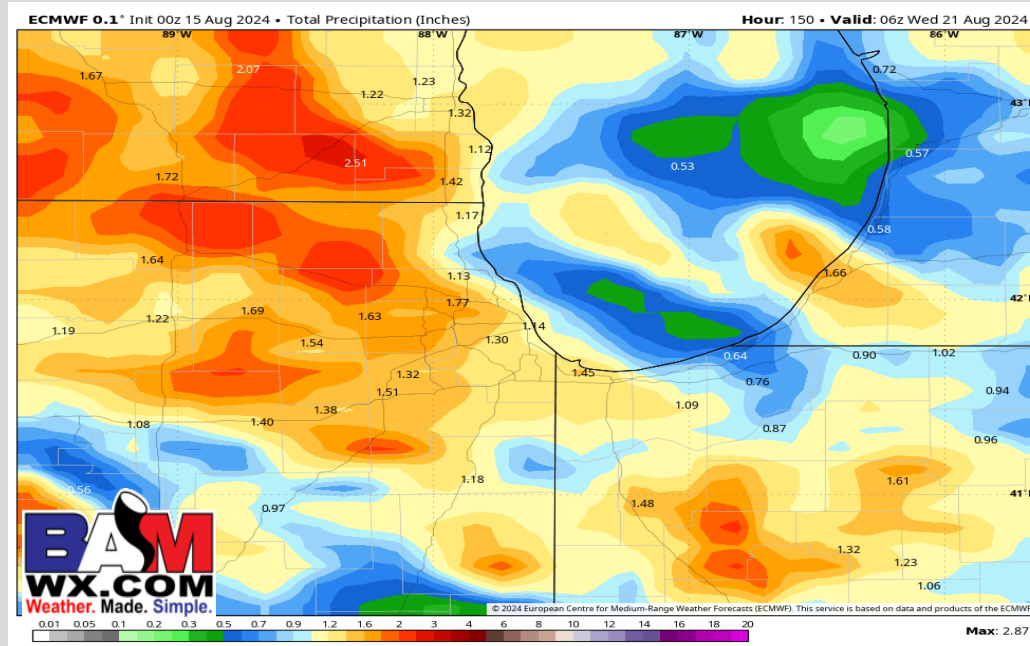 ECMWF 0.1° Init 00z 15 Aug 2024 • Total Precipitation (Inches) Hour: 150 • Valid: 06z Wed 21 Aug 2024
89°W 88°W 87°W 86°W
2.07 0.72
1.67 1.23
1.22 43°
1.32
1.12
2.51 0.53 0.57
1.72 1.42
1.17
0.58
1.64
1.13 1.66
1.77 42°
1.69
1.22 1.63
1.19 1.14
1.54 1.30
0.64 0.90 1.02
1.45
1.32 0.76
1.51 0.94
1.38 1.09
1.08 1.40
0.87
0.96
1.18 1.61
0.56 41°
0.97 1.48
1.32
1.23
1.06
BAM
WX.COM
Weather. Made. Simple.
© 2024 European Centre for Medium-Range Weather Forecasts (ECMWF). This service is based on data and products of the ECMWF
0.01 0.05 0.1 0.2 0.3 0.5 0.7 0.9 1.2 1.6 2 3 4 6 8 10 12 14 16 18 20
Max: 2.87